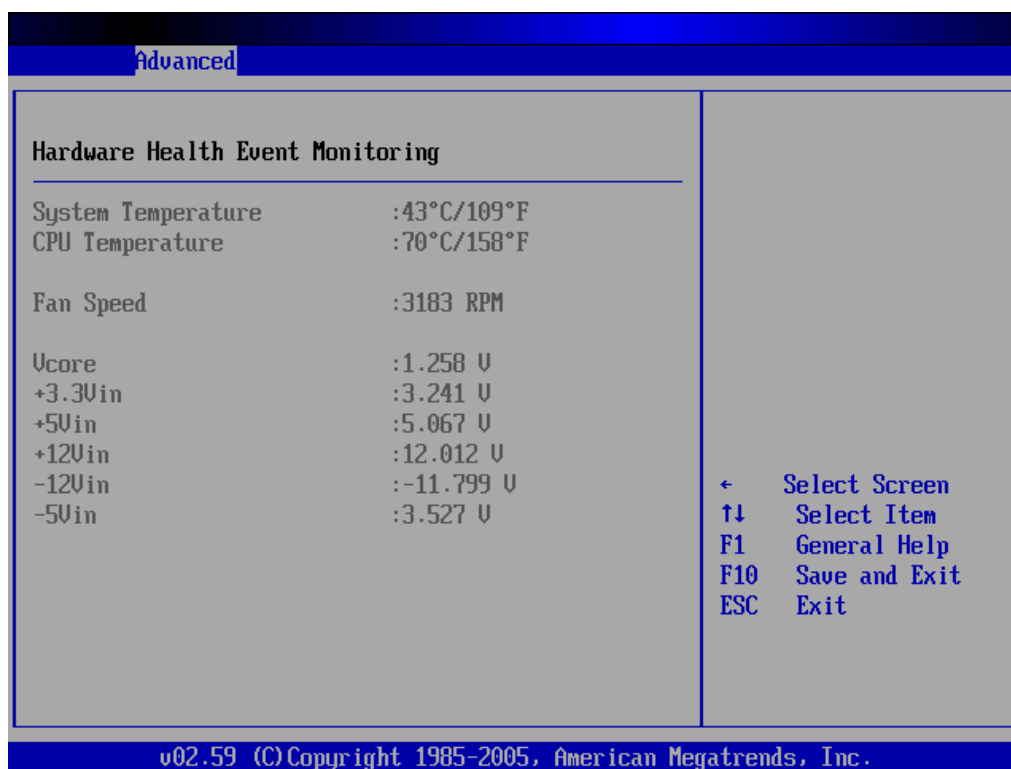 Advanced
Hardware Health Event Monitoring
System Temperature :43°C/109°F
CPU Temperature :70°C/158°F
Fan Speed :3183 RPM
Vcore :1.258 V
+3.3Vin :3.241 V
+5Vin :5.067 V
+12Vin :12.012 V
-12Vin :-11.799 V
-5Vin :3.527 V
← Select Screen
↑↓ Select Item
F1 General Help
F10 Save and Exit
ESC Exit
v02.59 (C)Copyright 1985-2005, American Megatrends, Inc.